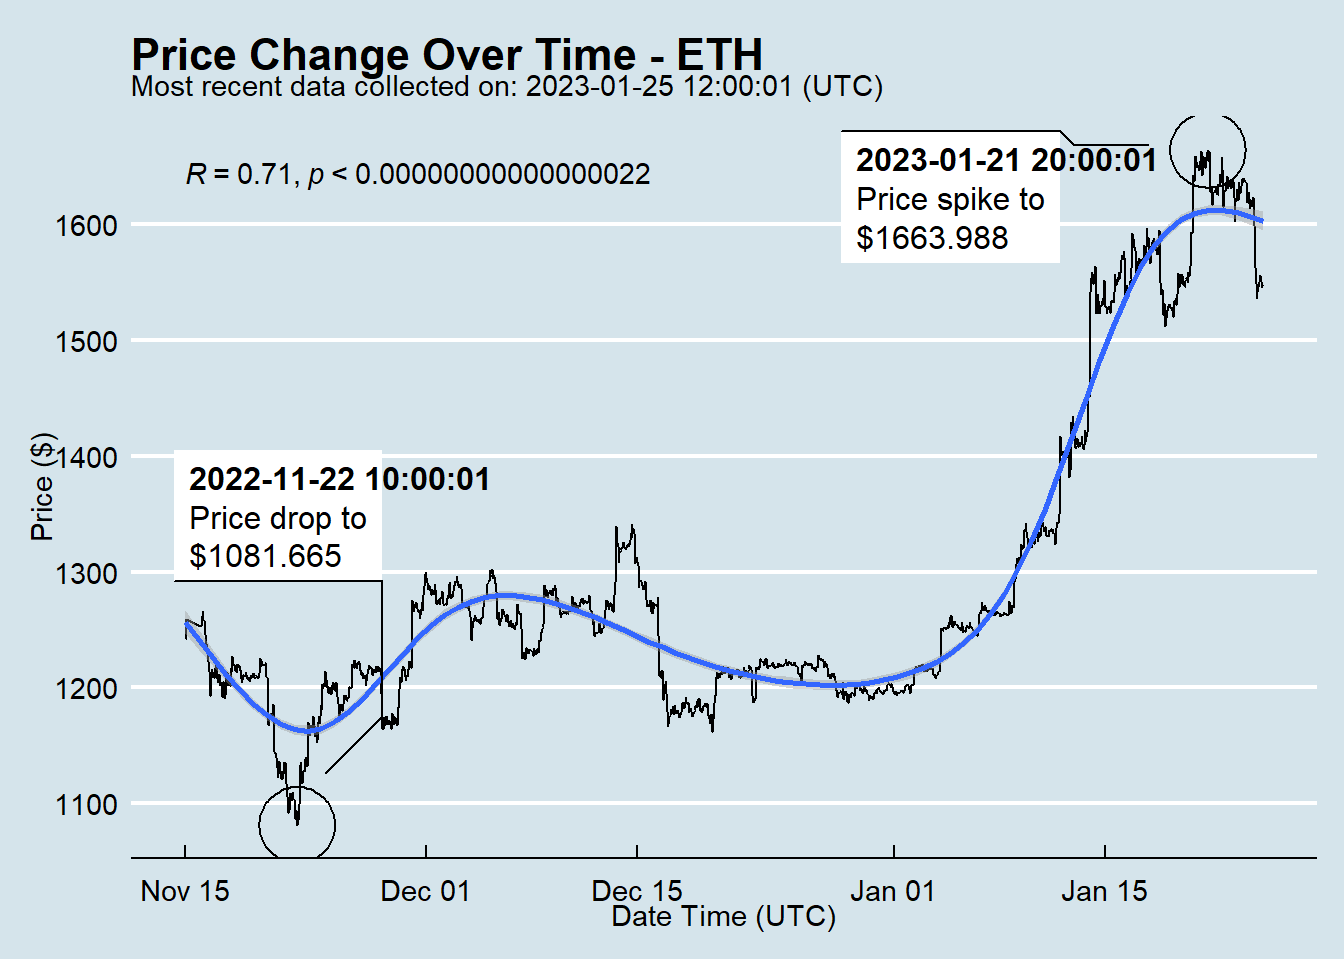 Price Change Over Time - ETH
Most recent data collected on: 2023-01-25 12:00:01 (UTC)
R = 0.71, p < 0.00000000000000022
2023-01-21 20:00:01
Price spike to
$1663.988
2022-11-22 10:00:01
Price drop to
$1081.665
Price ($)
1600
1500
1400
1300
1200
1100
Nov 15
Dec 01
Dec 15
Jan 01
Jan 15
Date Time (UTC)